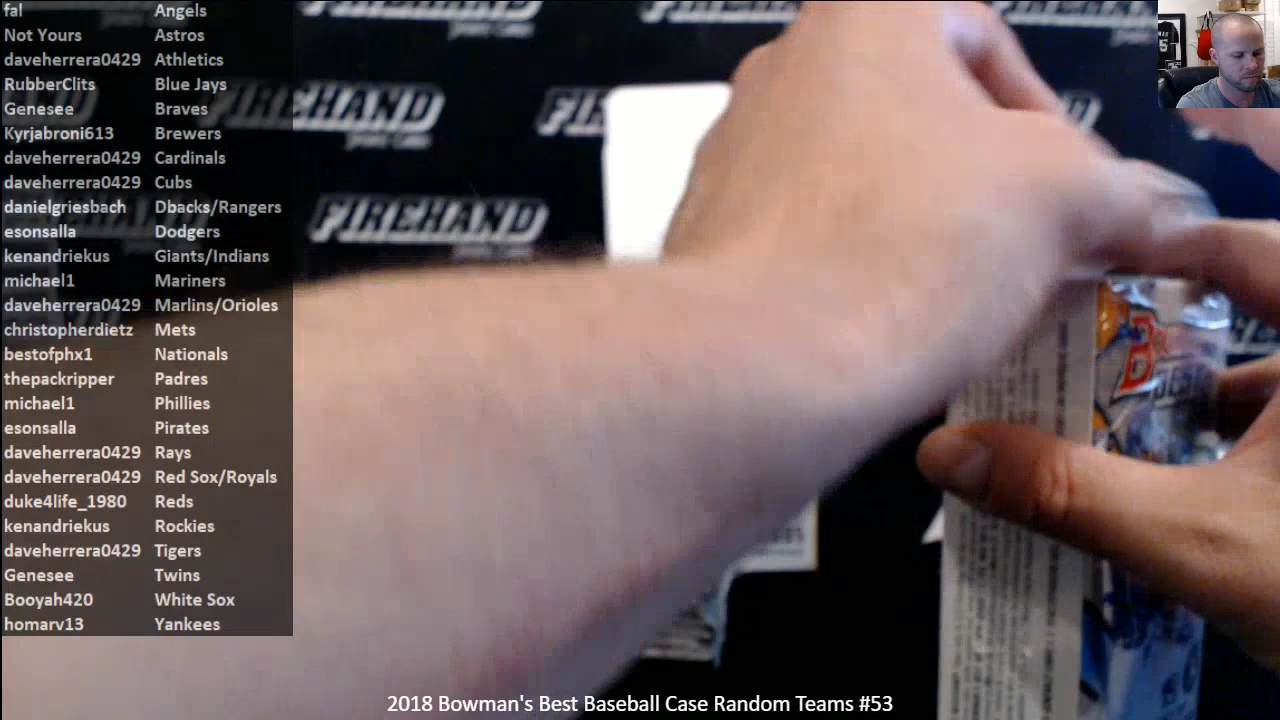 fal Angels
Not Yours Astros
daveherrera0429 Athletics
RubberClits Blue Jays
Genesee Braves
Kyrjabroni613 Brewers
daveherrera0429 Cardinals
daveherrera0429 Cubs
danielgriesbach Dbacks/Rangers
esonsalla Dodgers
kenandriekus Giants/Indians
michael1 Mariners
daveherrera0429 Marlins/Orioles
christopherdietz Mets
bestofphx1 Nationals
thepackripper Padres
michael1 Phillies
esonsalla Pirates
daveherrera0429 Rays
daveherrera0429 Red Sox/Royals
duke4life_1980 Reds
kenandriekus Rockies
daveherrera0429 Tigers
Genesee Twins
Booyah420 White Sox
homarv13 Yankees
FIREHAND
FIREHAND
2018 Bowman's Best Baseball Case Random Teams #53